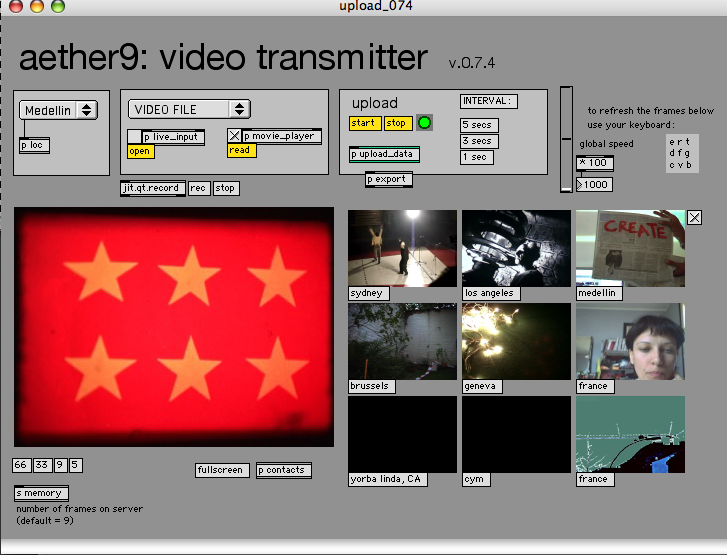 upload_074
aether9: video transmitter v.0.7.4
Medellin
p loc
VIDEO FILE
p live_input
open
p movie_player
read
jit.qt.record rec stop
upload
start stop
p upload_data
p export
INTERVAL:
5 secs
3 secs
1 sec
to refresh the frames below
use your keyboard:
global speed
* 100
1000
e r t
d f g
c v b
CREATE
sydney
los angeles
medellin
brussels
geneva
france
yorba linda, CA
cym
france
66 33 9 5
fullscreen
p contacts
s memory
number of frames on server
(default = 9)